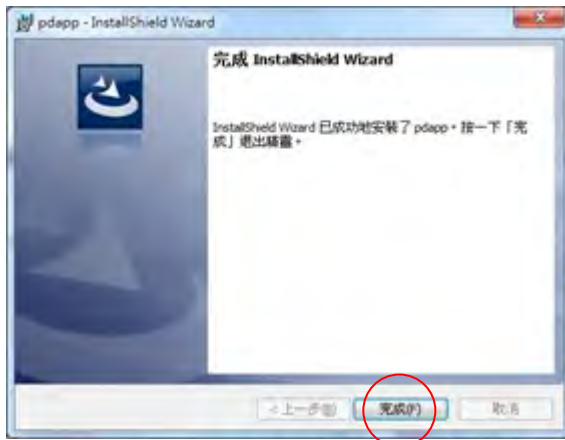 pdapp - InstallShield Wizard
完成 InstallShield Wizard
InstallShield Wizard 已成功地安裝了 pdapp。按一下「完
成」退出精靈。
< 上一步(B)
完成(F)
取消